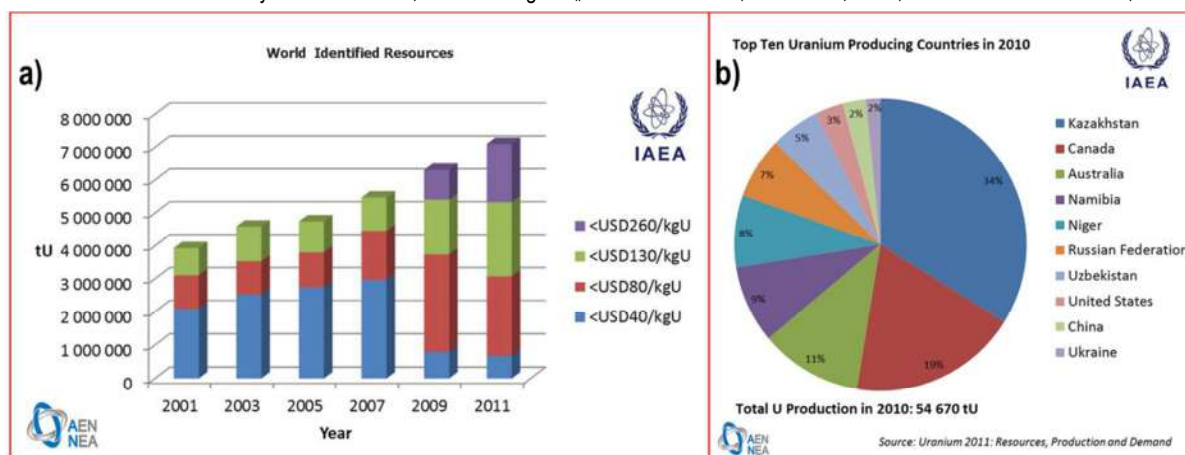 World Identified Resources
a)
IAEA
8 000 000
7 000 000
6 000 000
5 000 000
tU
4 000 000
3 000 000
2 000 000
1 000 000
0
<USD260/kgU
<USD130/kgU
<USD80/kgU
<USD40/kgU
2001 2003 2005 2007 2009 2011
Year
AEN
NEA
Top Ten Uranium Producing Countries in 2010
b)
IAEA
34%
19%
11%
9%
8%
7%
5%
3%
2%
2%
Kazakhstan
Canada
Australia
Namibia
Niger
Russian Federation
Uzbekistan
United States
China
Ukraine
Total U Production in 2010: 54 670 tU
AEN
NEA
Source: Uranium 2011: Resources, Production and Demand